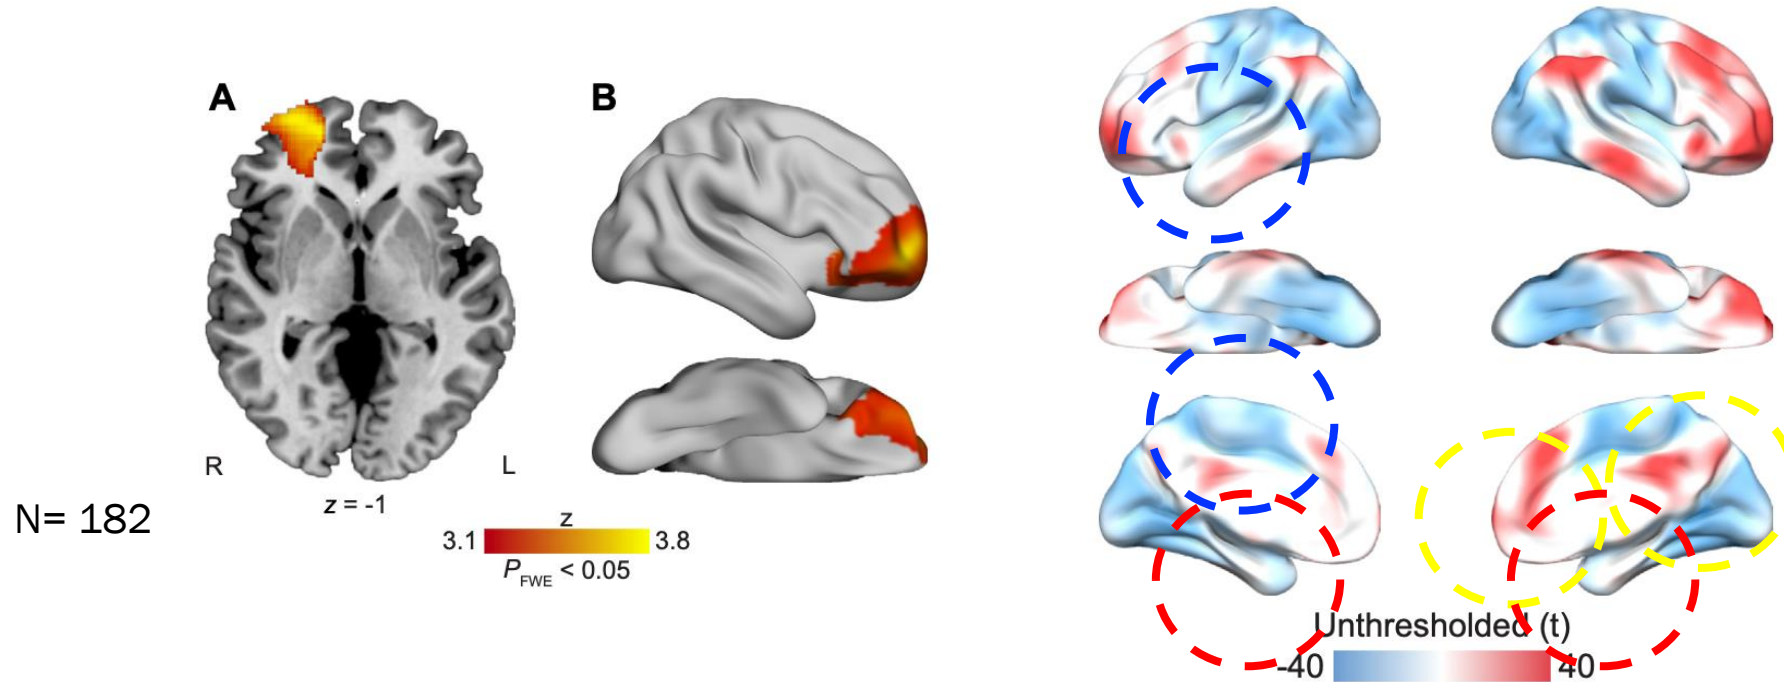 A
B
R
L
z = -1
N= 182
z
3.1
3.8
PFWE < 0.05
Unthresholded (t)
-40
40